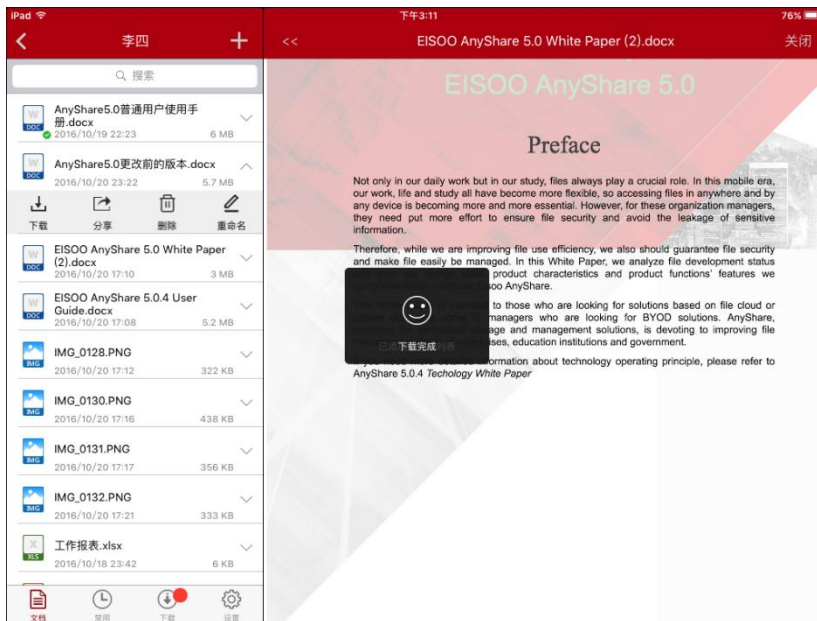 iPad
下午3:11
76%
李四
+
<<
EISOO AnyShare 5.0 White Paper (2).docx
关闭
搜索
W
DOC
AnyShare5.0普通用户使用手
册.docx
2016/10/19 22:23
6 MB
W
DOC
AnyShare5.0更改前的版本.docx
2016/10/20 23:22
5.7 MB
下载
分享
删除
重命名
W
DOC
EISOO AnyShare 5.0 White Paper
(2).docx
2016/10/20 17:10
3 MB
W
DOC
EISOO AnyShare 5.0.4 User
Guide.docx
2016/10/20 17:08
5.2 MB
IMG
IMG_0128.PNG
2016/10/20 17:12
322 KB
IMG
IMG_0130.PNG
2016/10/20 17:16
438 KB
IMG
IMG_0131.PNG
2016/10/20 17:17
356 KB
IMG
IMG_0132.PNG
2016/10/20 17:21
333 KB
X
XLS
工作报表.xlsx
2016/10/18 23:42
6 KB
文档
常用
下载
设置
EISOO AnyShare 5.0
Preface
Not only in our daily work but in our study, files always play a crucial role. In this mobile era,
our work, life and study all have become more flexible, so accessing files in anywhere and by
any device is becoming more and more essential. However, for these organization managers,
they need put more effort to ensure file security and avoid the leakage of sensitive
information.
Therefore, while we are improving file use efficiency, we also should guarantee file security
and make file easily be managed. In this White Paper, we analyze file development status
product characteristics and product functions' features we
Eisoo AnyShare.
to those who are looking for solutions based on file cloud or
managers who are looking for BYOD solutions. AnyShare,
and management solutions, is devoting to improving file
education institutions and government.
information about technology operating principle, please refer to
AnyShare 5.0.4 Techology White Paper
下载完成